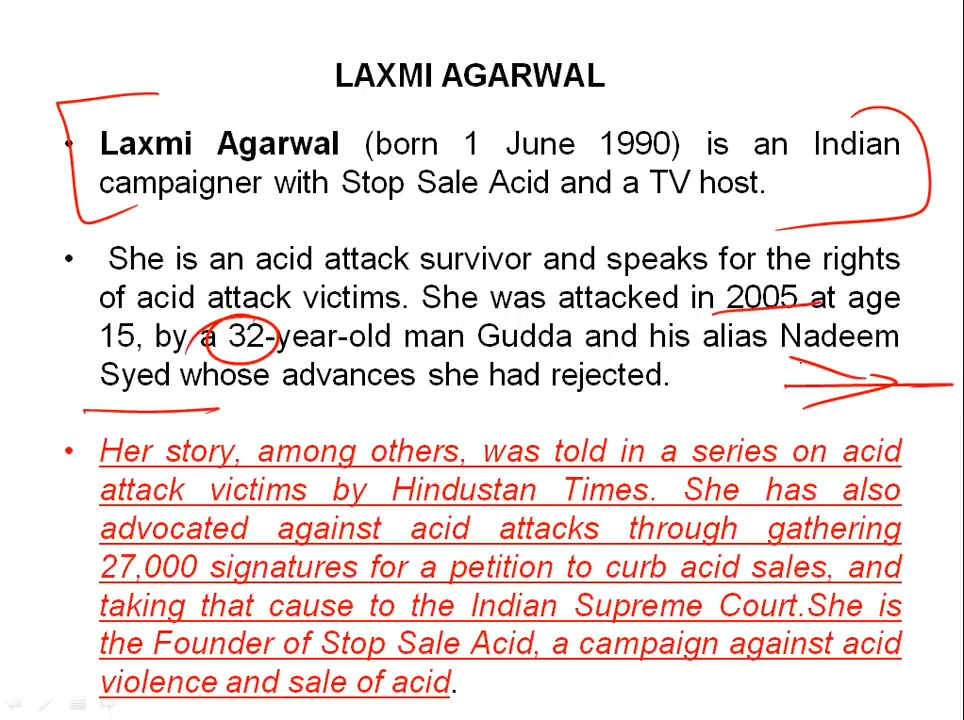 LAXMI AGARWAL
• Laxmi Agarwal (born 1 June 1990) is an Indian
campaigner with Stop Sale Acid and a TV host.
• She is an acid attack survivor and speaks for the rights
of acid attack victims. She was attacked in 2005 at age
15, by a 32-year-old man Gudda and his alias Nadeem
Syed whose advances she had rejected.
• Her story, among others, was told in a series on acid
attack victims by Hindustan Times. She has also
advocated against acid attacks through gathering
27,000 signatures for a petition to curb acid sales, and
taking that cause to the Indian Supreme Court.She is
the Founder of Stop Sale Acid, a campaign against acid
violence and sale of acid.